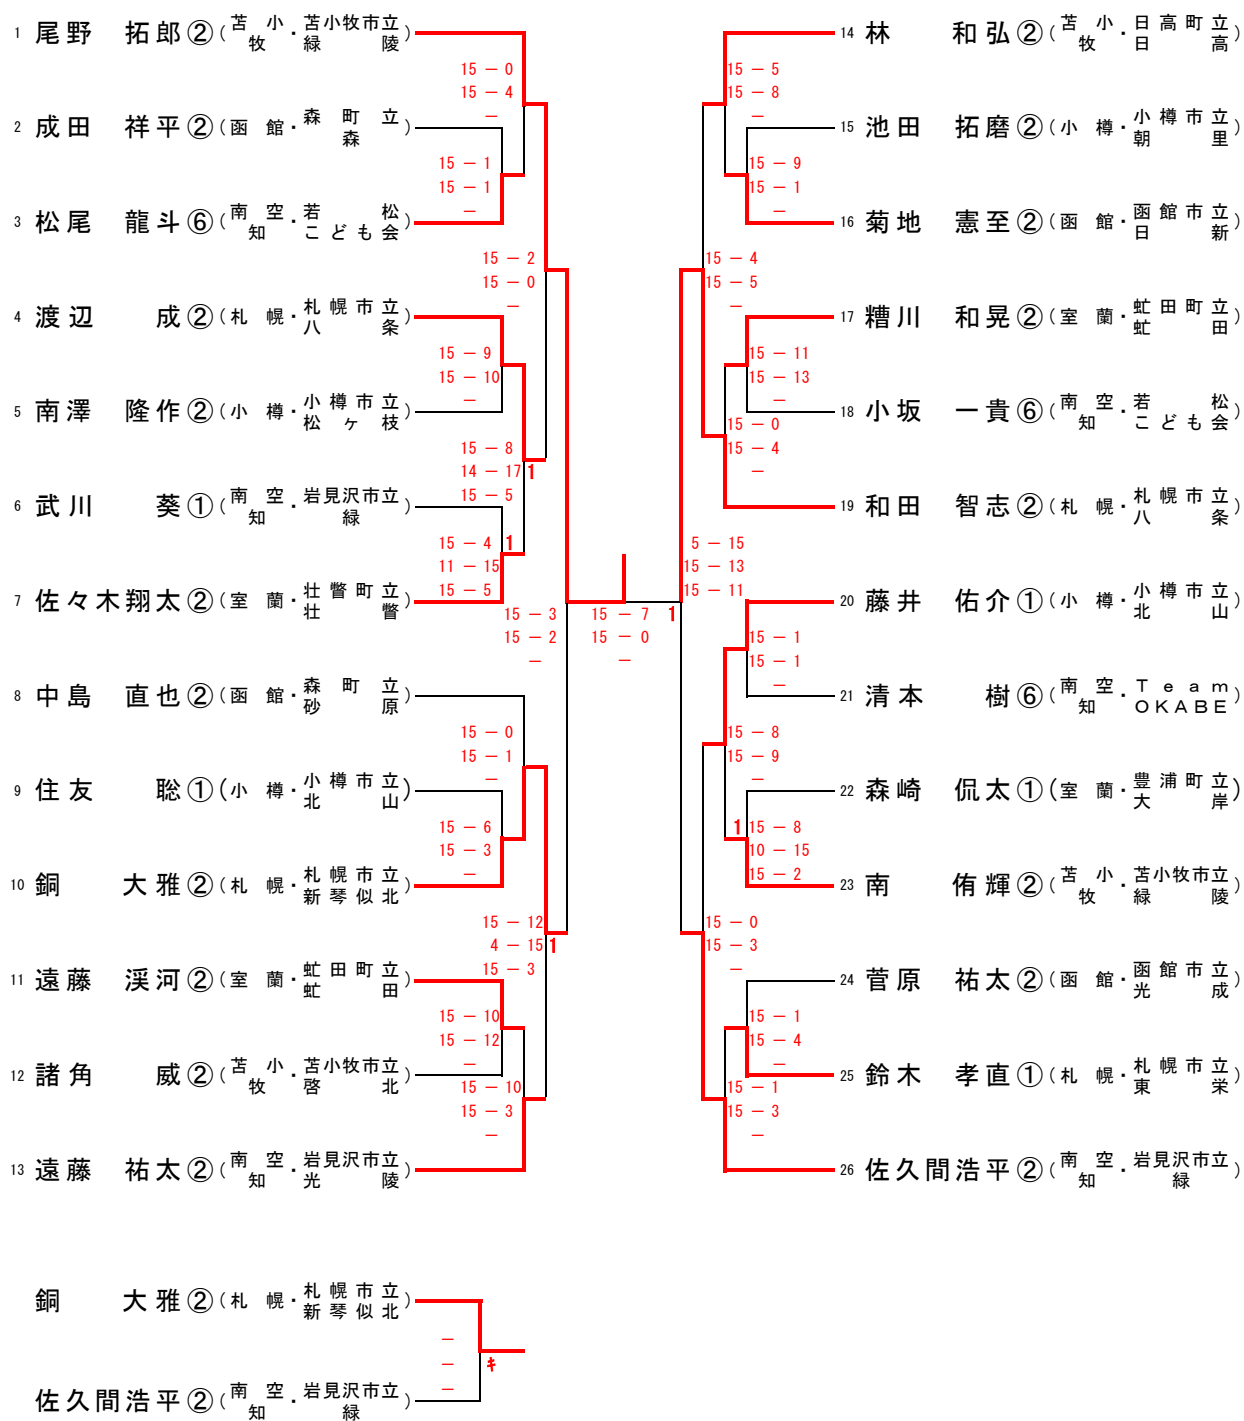 1 尾野 拓郎② (苫小牧・苫小牧市立緑陵)
15 － 0
15 － 4
－
2 成田 祥平② (函館・森町立森)
15 － 1
15 － 1
－
3 松尾 龍斗⑥ (南空知・若松こども会)
15 － 2
15 － 0
－
4 渡辺 成② (札幌・札幌市立八条)
15 － 9
15 － 10
－
5 南澤 隆作② (小樽・小樽市立松ヶ枝)
15 － 8
14 － 17 1
15 － 5
6 武川 葵① (南空知・岩見沢市立緑)
15 － 4 1
11 － 15
15 － 5
7 佐々木翔太② (室蘭・壮瞥町立壮瞥)
15 － 3
15 － 2
－
8 中島 直也② (函館・森町立砂原)
15 － 0
15 － 1
－
9 住友 聡① (小樽・小樽市立北山)
15 － 6
15 － 3
－
10 銅 大雅② (札幌・札幌市立新琴似北)
15 － 12
4 － 15 1
15 － 3
11 遠藤 渓河② (室蘭・虻田町立虻田)
15 － 10
15 － 12
－
12 諸角 威② (苫小牧・苫小牧市立啓北)
15 － 10
15 － 3
－
13 遠藤 祐太② (南空知・岩見沢市立光陵)
15 － 7 1
15 － 0
－
14 林 和弘② (苫小牧・日高町立日高)
15 － 5
15 － 8
－
15 池田 拓磨② (小樽・小樽市立朝里)
15 － 9
15 － 1
－
16 菊地 憲至② (函館・函館市立日新)
15 － 4
15 － 5
－
17 糟川 和晃② (室蘭・虻田町立虻田)
15 － 11
15 － 13
－
18 小坂 一貴⑥ (南空知・若松こども会)
15 － 0
15 － 4
－
19 和田 智志② (札幌・札幌市立八条)
5 － 15
15 － 13
15 － 11
20 藤井 佑介① (小樽・小樽市立北山)
15 － 1
15 － 1
－
21 清本 樹⑥ (南空知・Team OKABE)
15 － 8
15 － 9
－
22 森崎 侃太① (室蘭・豊浦町立大岸)
1 15 － 8
10 － 15
15 － 2
23 南 侑輝② (苫小牧・苫小牧市立緑陵)
15 － 0
15 － 3
－
24 菅原 祐太② (函館・函館市立光成)
15 － 1
15 － 4
－
25 鈴木 孝直① (札幌・札幌市立東栄)
15 － 1
15 － 3
－
26 佐久間浩平② (南空知・岩見沢市立緑)
銅 大雅② (札幌・札幌市立新琴似北)
－
－ キ
－
佐久間浩平② (南空知・岩見沢市立緑)